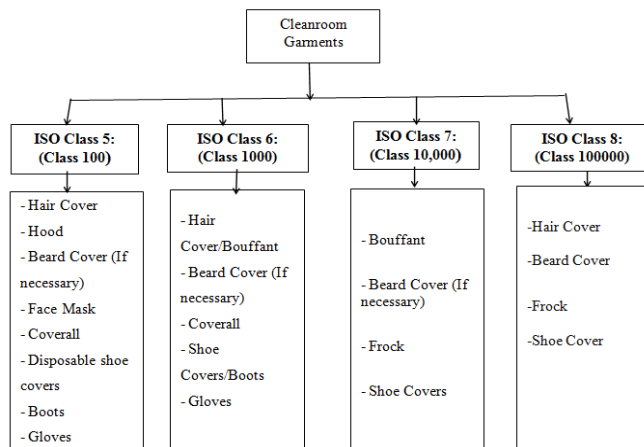 Cleanroom
Garments
ISO Class 5:
(Class 100)
- Hair Cover
- Hood
- Beard Cover (If
necessary)
- Face Mask
- Coverall
- Disposable shoe
covers
- Boots
- Gloves
ISO Class 6:
(Class 1000)
- Hair
Cover/Bouffant
- Beard Cover (If
necessary)
- Coverall
- Shoe
Covers/Boots
- Gloves
ISO Class 7:
(Class 10,000)
- Bouffant
- Beard Cover (If
necessary)
- Frock
- Shoe Covers
ISO Class 8:
(Class 100000)
-Hair Cover
-Beard Cover
-Frock
-Shoe Cover